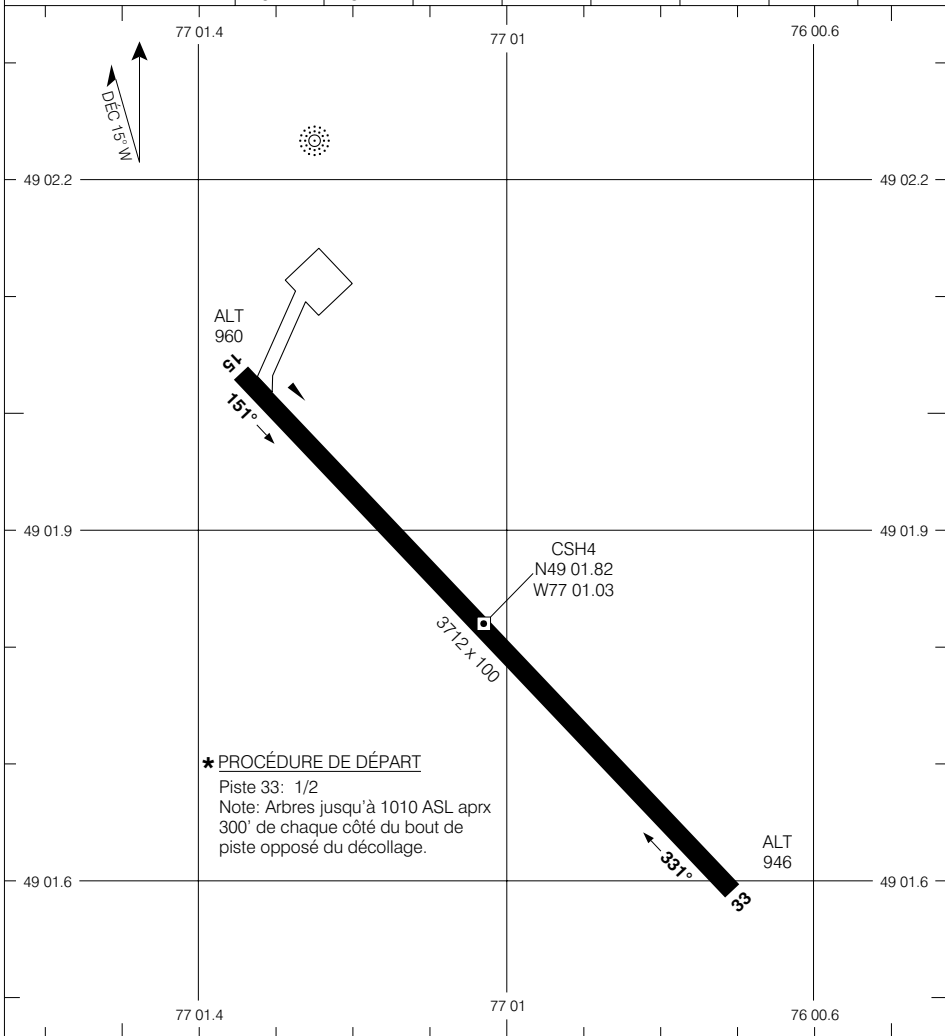 77 01.4
77 01
76 00.6
DÉC 15° W
49 02.2
49 02.2
ALT
960
15
151°
49 01.9
49 01.9
CSH4
N49 01.82
W77 01.03
3712 x 100
* PROCÉDURE DE DÉPART
Piste 33: 1/2
Note: Arbres jusqu'à 1010 ASL aprx
300' de chaque côté du bout de
piste opposé du décollage.
ALT
946
331°
33
49 01.6
49 01.6
77 01.4
77 01
76 00.6